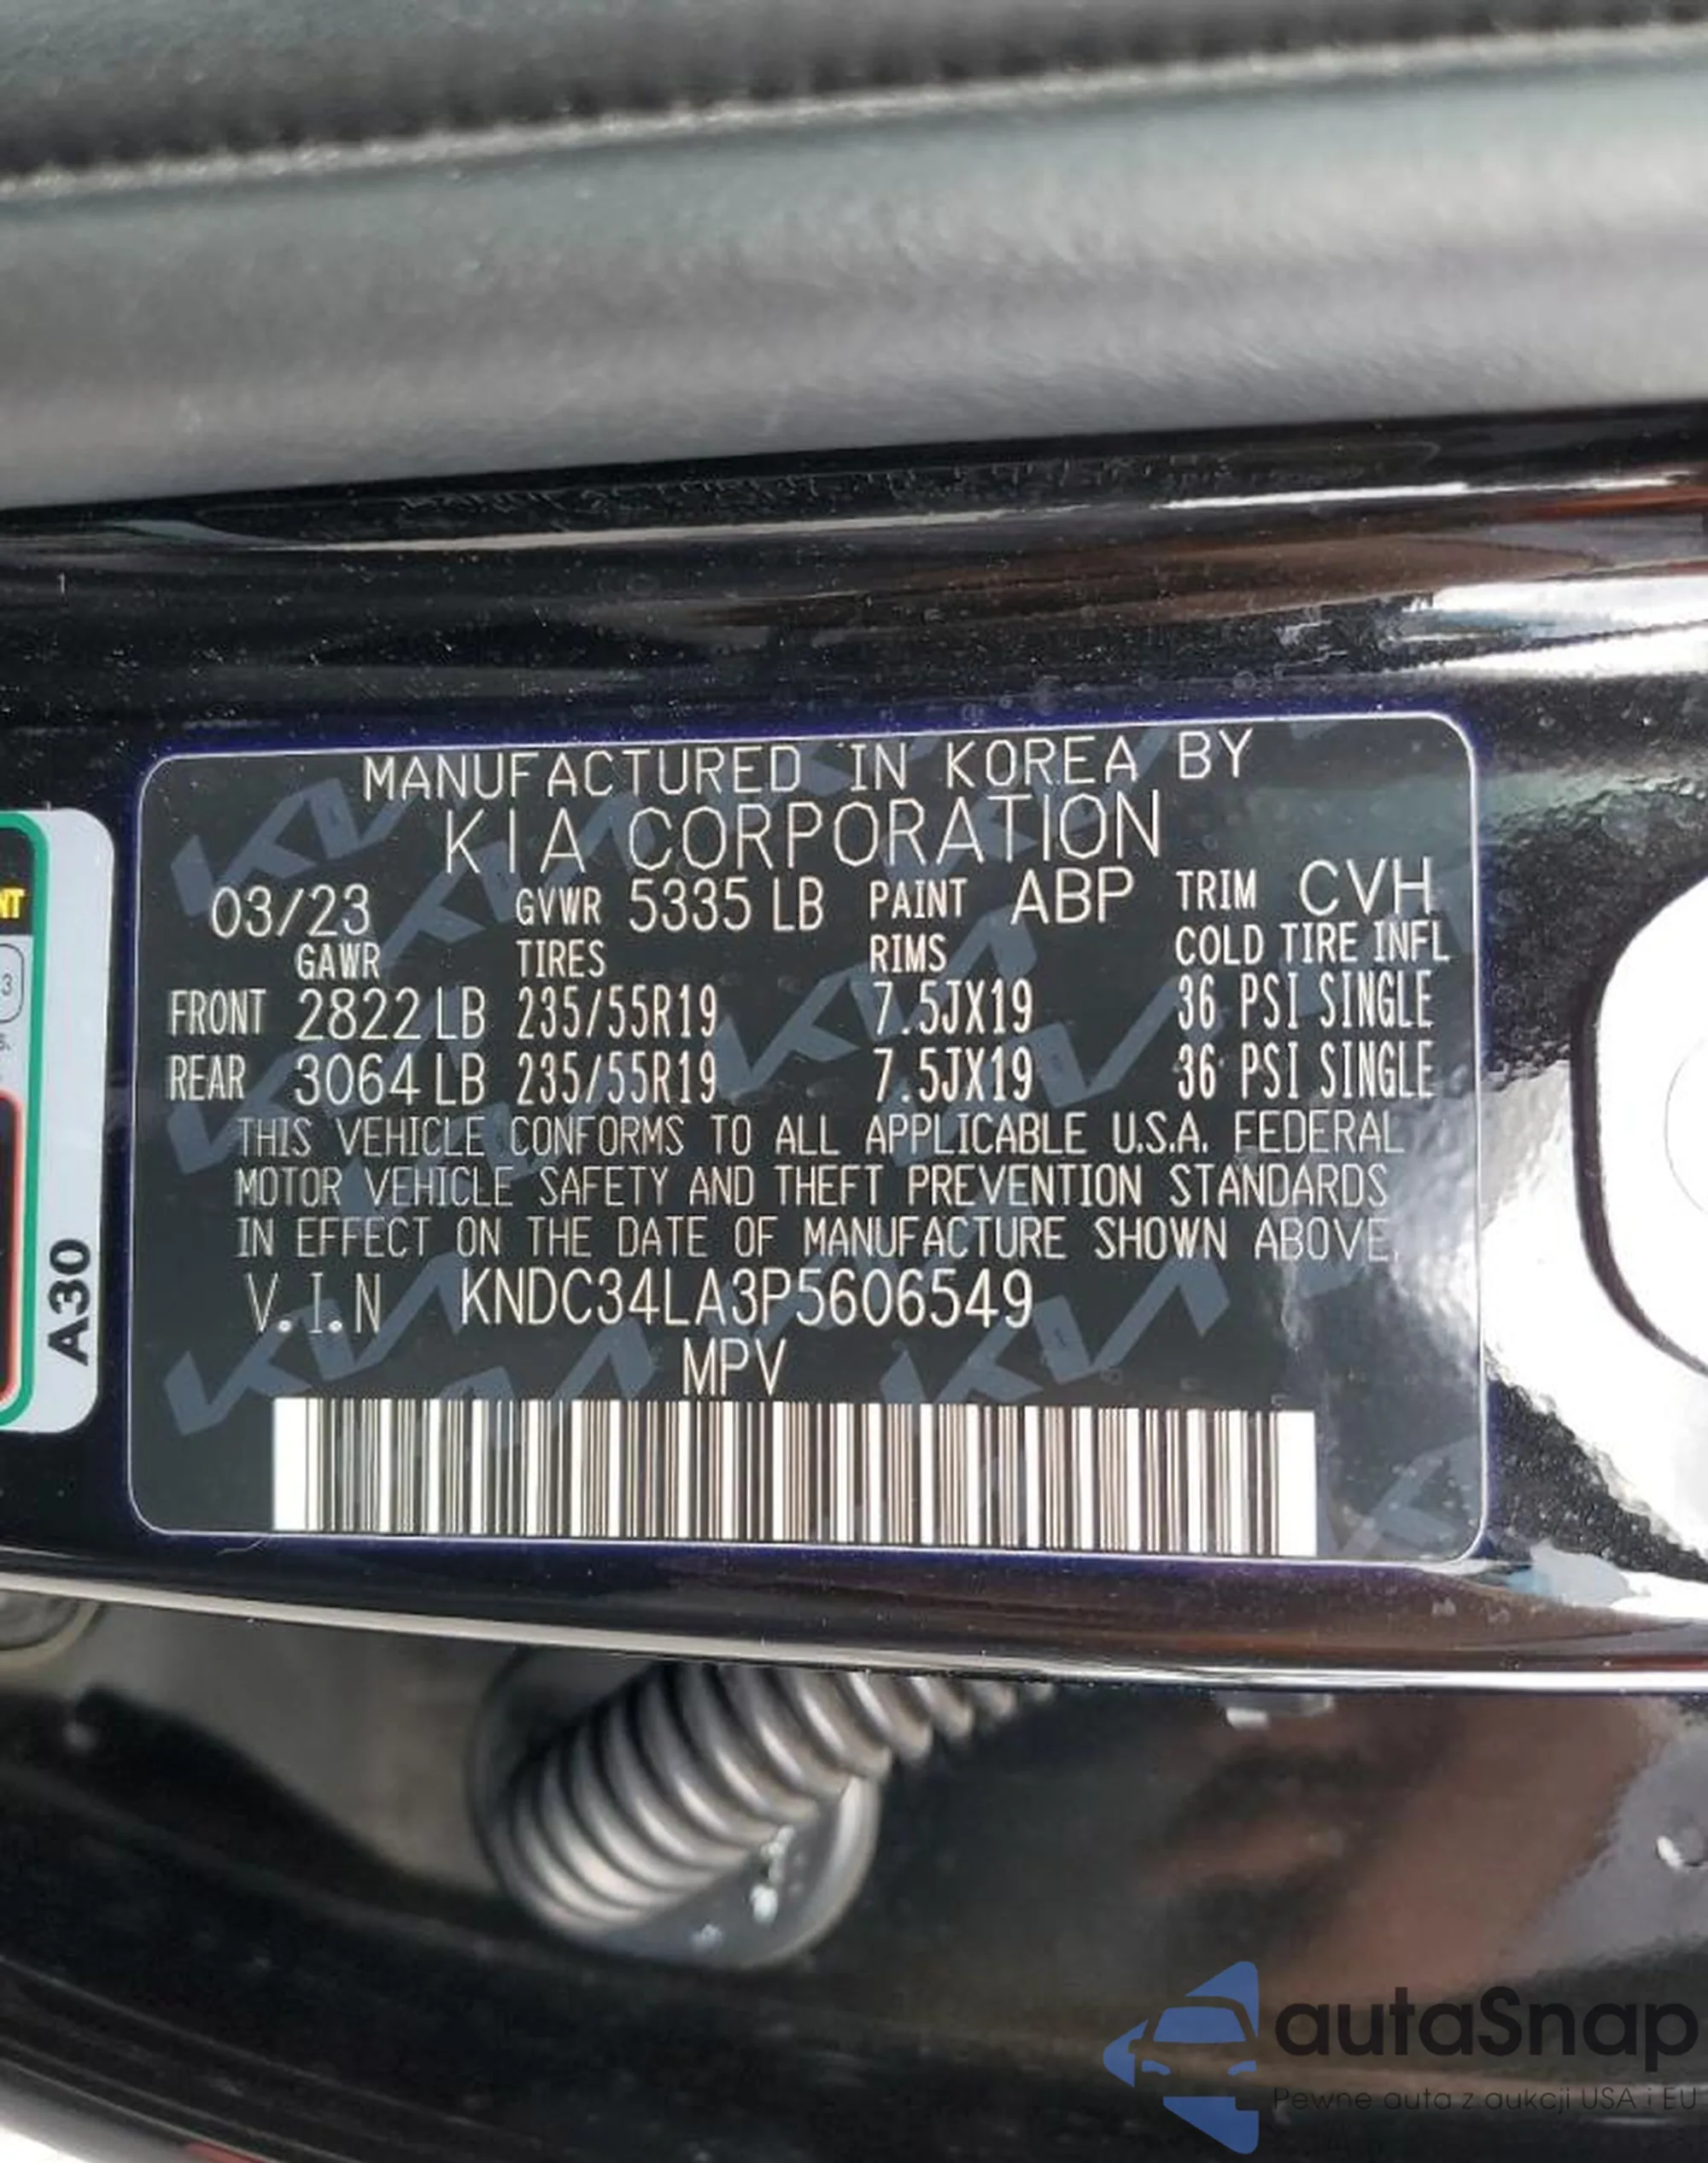 MANUFACTURED IN KOREA BY
KIA CORPORATION
03/23 GVWR 5335 LB PAINT ABP TRIM CVH
GAWR TIRES RIMS COLD TIRE INFL
FRONT 2822 LB 235/55R19 7.5JX19 36 PSI SINGLE
REAR 3064 LB 235/55R19 7.5JX19 36 PSI SINGLE
THIS VEHICLE CONFORMS TO ALL APPLICABLE U.S.A. FEDERAL
MOTOR VEHICLE SAFETY AND THEFT PREVENTION STANDARDS
IN EFFECT ON THE DATE OF MANUFACTURE SHOWN ABOVE.
V.I.N KNDC34LA3P5606549
MPV
A30
NT
3
autaSnap
Pewne auta z aukcji USA i EU